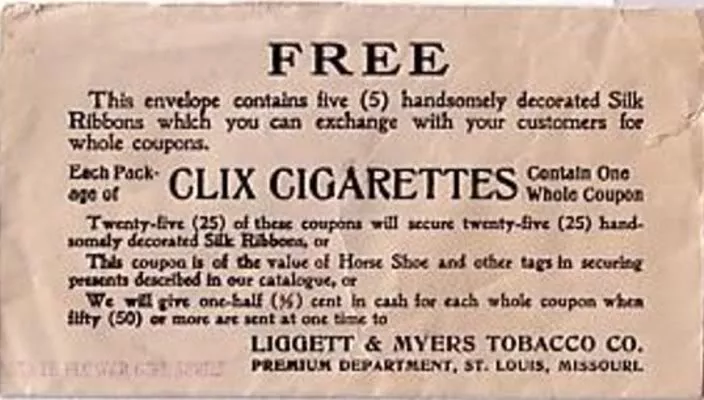 FREE
This envelope contains five (5) handsomely decorated Silk
Ribbons which you can exchange with your customers for
whole coupons.
Each Pack-
age of
CLIX CIGARETTES
Contain One
Whole Coupon
Twenty-five (25) of these coupons will secure twenty-five (25) hand-
somely decorated Silk Ribbons, or
This coupon is of the value of Horse Shoe and other tags in securing
presents described in our catalogue, or
We will give one-half (½) cent in cash for each whole coupon when
fifty (50) or more are sent at one time to
LIGGETT & MYERS TOBACCO CO.
PREMIUM DEPARTMENT, ST. LOUIS, MISSOURI.
STATE FLOWER GIRL SERIES